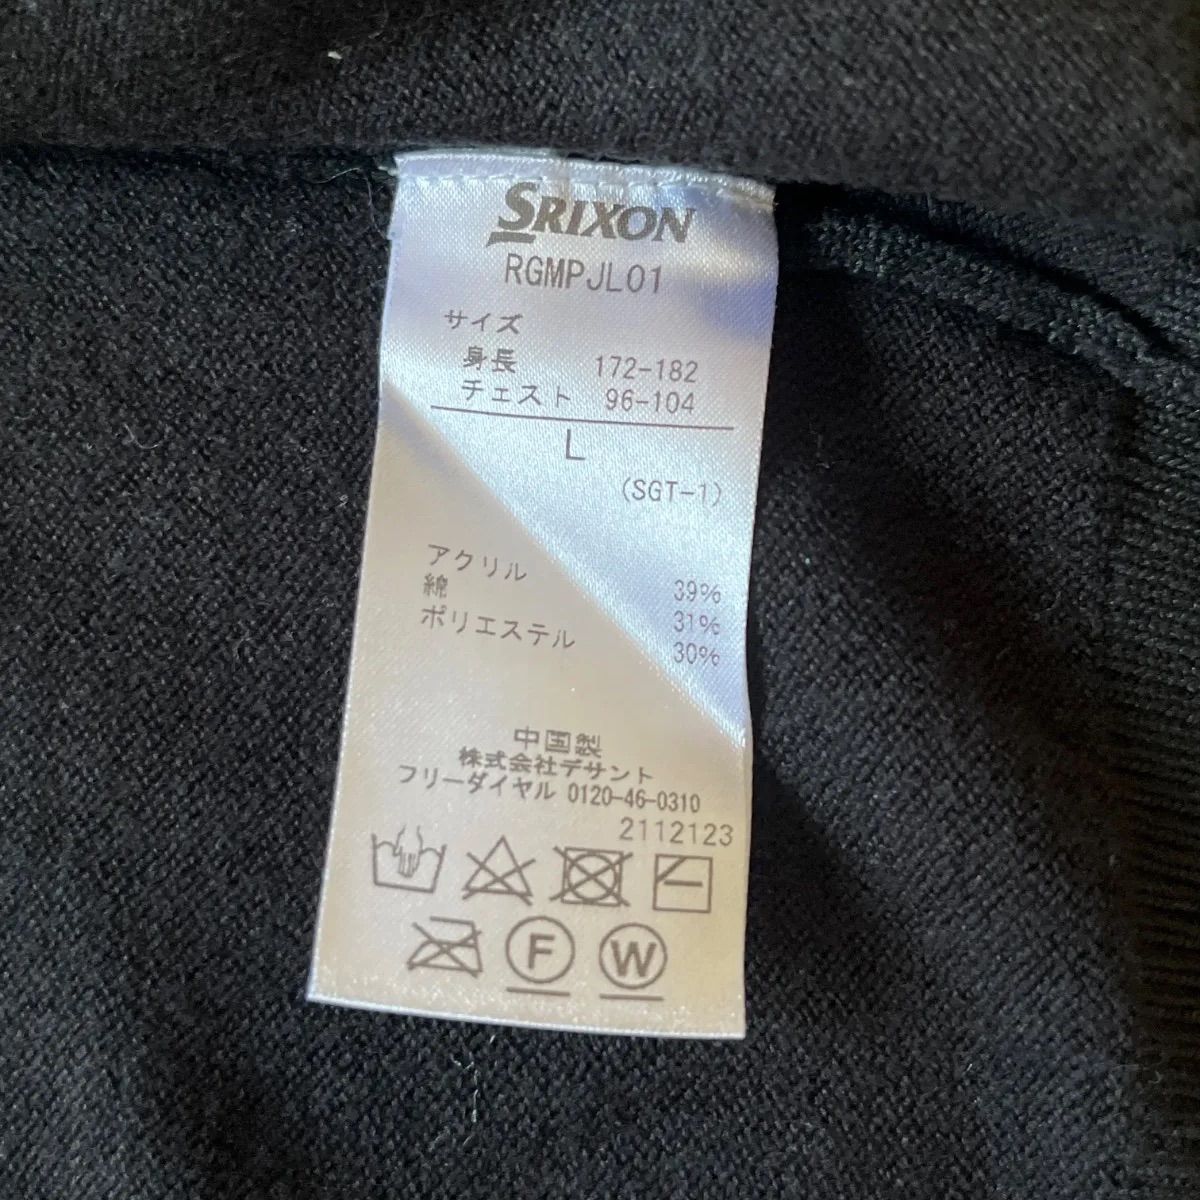 SRIXON
RGMPJL01
サイズ
身長 172-182
チェスト 96-104
L
(SGT-1)
アクリル 39%
綿 31%
ポリエステル 30%
中国製
株式会社デサント
フリーダイヤル 0120-46-0310
2112123
F W